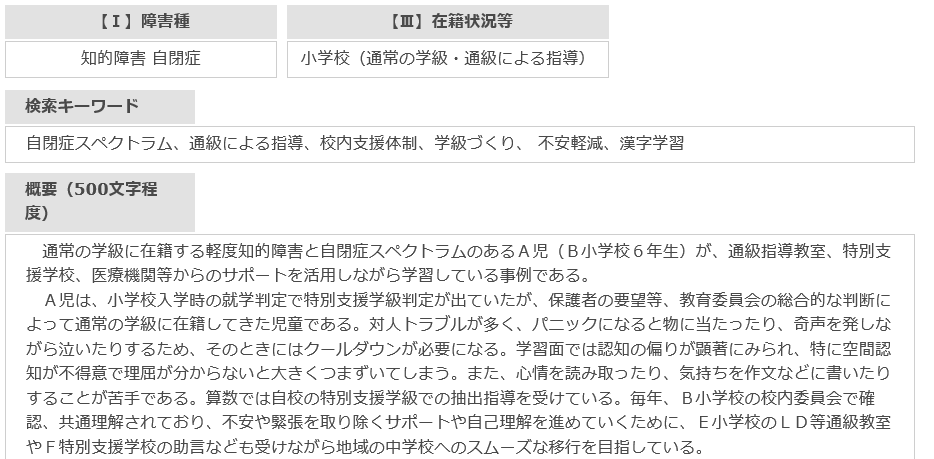 【Ⅰ】障害種
【Ⅲ】在籍状況等
知的障害 自閉症
小学校（通常の学級・通級による指導）
検索キーワード
自閉症スペクトラム、通級による指導、校内支援体制、学級づくり、 不安軽減、漢字学習
概要（500文字程
度）
　通常の学級に在籍する軽度知的障害と自閉症スペクトラムのあるＡ児（Ｂ小学校６年生）が、通級指導教室、特別支
援学校、医療機関等からのサポートを活用しながら学習している事例である。
　Ａ児は、小学校入学時の就学判定で特別支援学級判定が出ていたが、保護者の要望等、教育委員会の総合的な判断に
よって通常の学級に在籍してきた児童である。対人トラブルが多く、パニックになると物に当たったり、奇声を発しな
がら泣いたりするため、そのときにはクールダウンが必要になる。学習面では認知の偏りが顕著にみられ、特に空間認
知が不得意で理屈が分からないと大きくつまずいてしまう。また、心情を読み取ったり、気持ちを作文などに書いたり
することが苦手である。算数では自校の特別支援学級での抽出指導を受けている。毎年、Ｂ小学校の校内委員会で確
認、共通理解されており、不安や緊張を取り除くサポートや自己理解を進めていくために、Ｅ小学校のＬＤ等通級教室
やＦ特別支援学校の助言なども受けながら地域の中学校へのスムーズな移行を目指している。